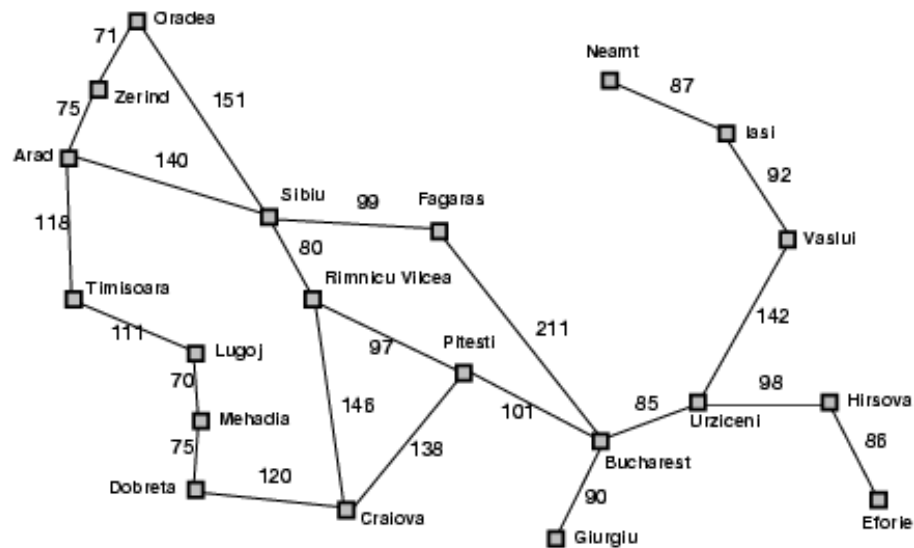 Oradea
71
Neamt
87
Zerind
151
75
Iasi
Arad
140
92
Sibiu
Fagaras
99
118
Vaslui
80
Timisoara
Rimnicu Vilcea
142
111
211
Lugoj
97
Pitesti
70
98
Hirsova
146
101
85
Mehadia
Urziceni
138
86
75
Bucharest
120
Dobreta
90
Craiova
Eforie
Giurgiu